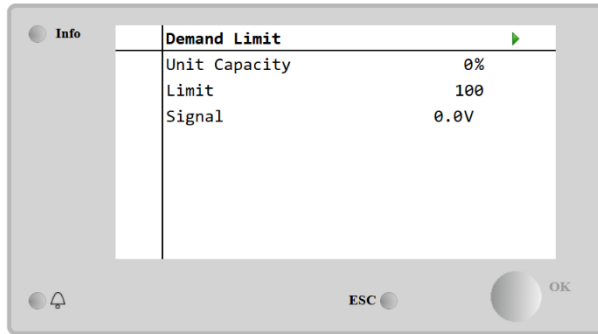 Info
Demand Limit
Unit Capacity 0%
Limit 100
Signal 0.0V
ESC
OK